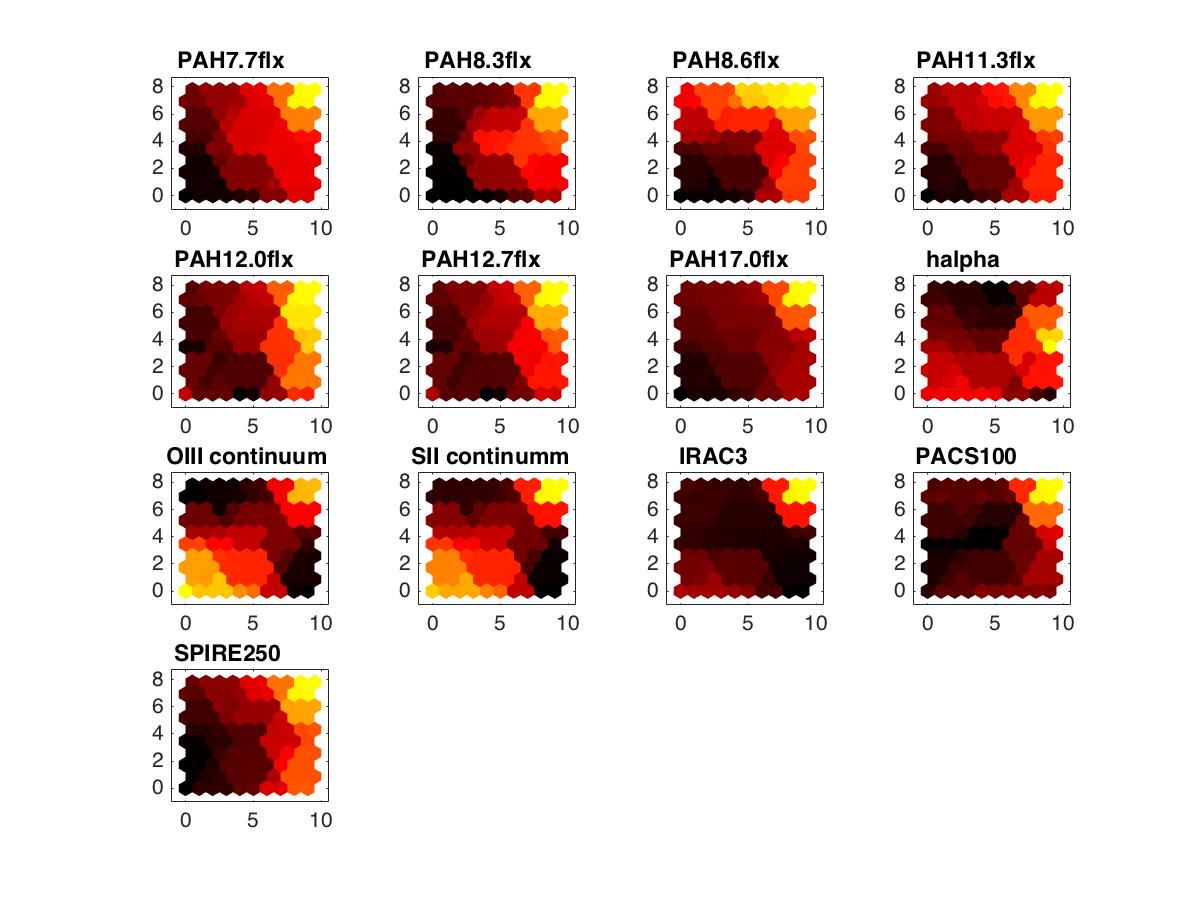 PAH7.7flx PAH8.3flx PAH8.6flx PAH11.3flx
8 8 8 8
6 6 6 6
4 4 4 4
2 2 2 2
0 0 0 0
0 5 10 0 5 10 0 5 10 0 5 10
PAH12.0flx PAH12.7flx PAH17.0flx halpha
8 8 8 8
6 6 6 6
4 4 4 4
2 2 2 2
0 0 0 0
0 5 10 0 5 10 0 5 10 0 5 10
OIII continuum SII continumm IRAC3 PACS100
8 8 8 8
6 6 6 6
4 4 4 4
2 2 2 2
0 0 0 0
0 5 10 0 5 10 0 5 10 0 5 10
SPIRE250
8
6
4
2
0
0 5 10